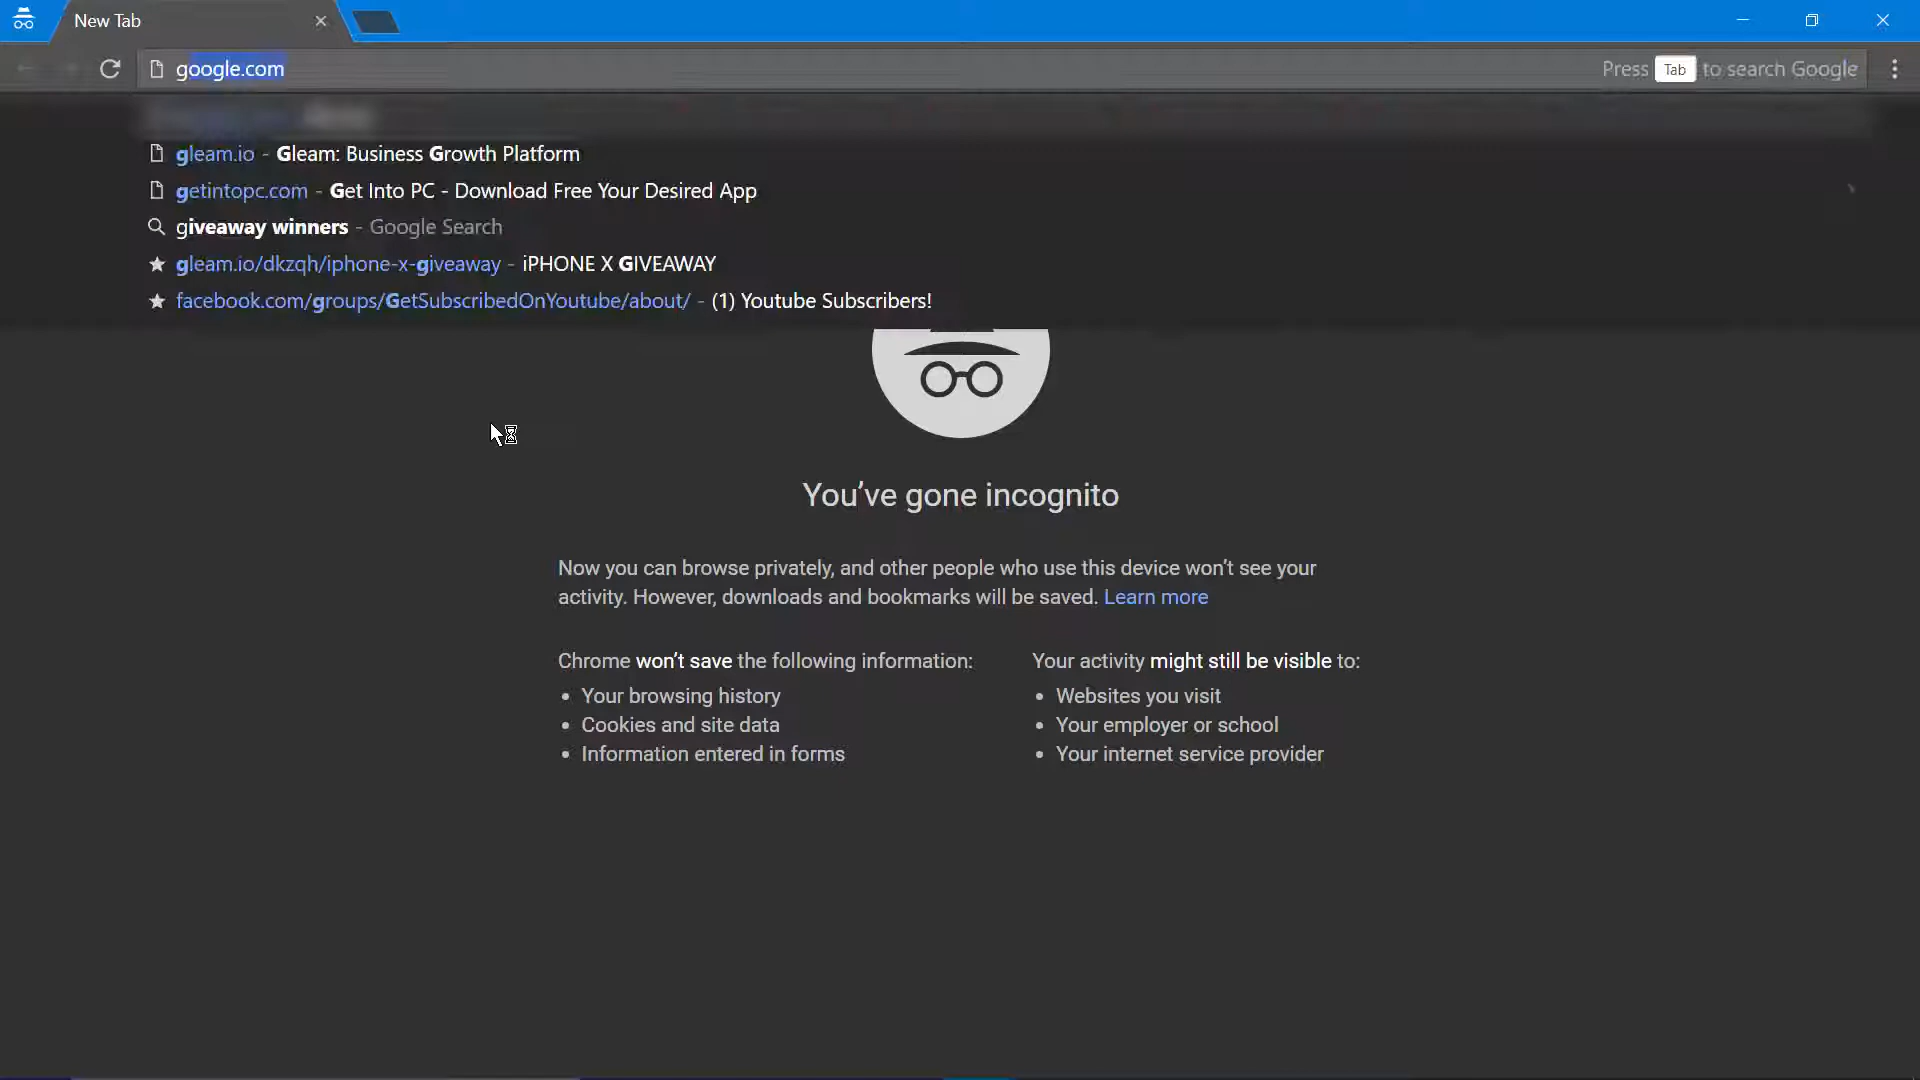 New Tab
google.com
Press Tab to search Google
gleam.io - Gleam: Business Growth Platform
getintopc.com - Get Into PC - Download Free Your Desired App
giveaway winners - Google Search
gleam.io/dkzqh/iphone-x-giveaway - iPHONE X GIVEAWAY
facebook.com/groups/GetSubscribedOnYoutube/about/ - (1) Youtube Subscribers!
You've gone incognito
Now you can browse privately, and other people who use this device won't see your
activity. However, downloads and bookmarks will be saved. Learn more
Chrome won't save the following information:
• Your browsing history
• Cookies and site data
• Information entered in forms
Your activity might still be visible to:
• Websites you visit
• Your employer or school
• Your internet service provider